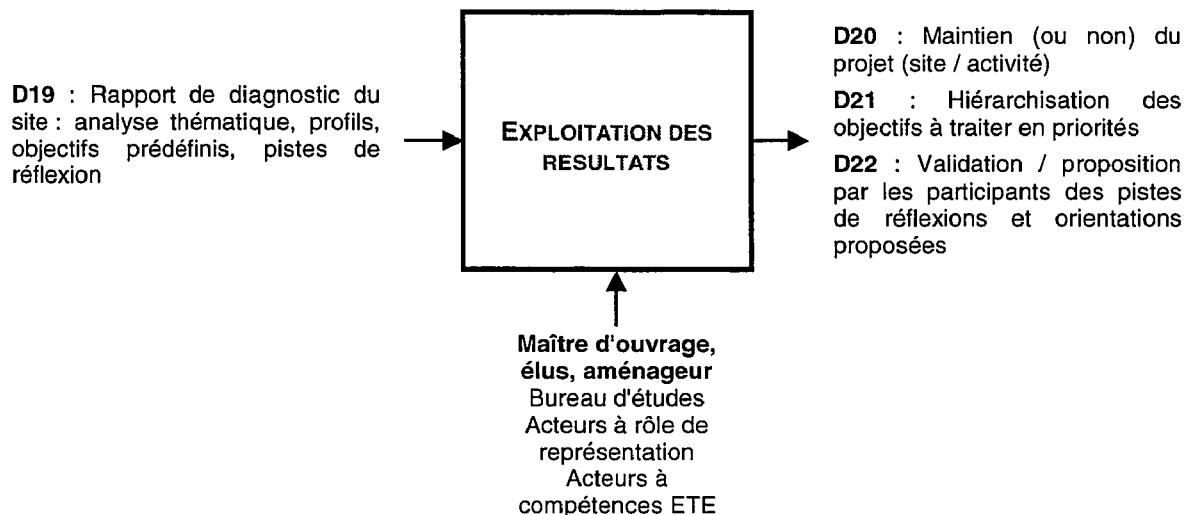 D19 : Rapport de diagnostic du
site : analyse thématique, profils,
objectifs prédéfinis, pistes de
réflexion
EXPLOITATION DES
RESULTATS
D20 : Maintien (ou non) du
projet (site / activité)
D21 : Hiérarchisation des
objectifs à traiter en priorités
D22 : Validation / proposition
par les participants des pistes
de réflexions et orientations
proposées
Maître d'ouvrage,
élus, aménageur
Bureau d'études
Acteurs à rôle de
représentation
Acteurs à
compétences ETE